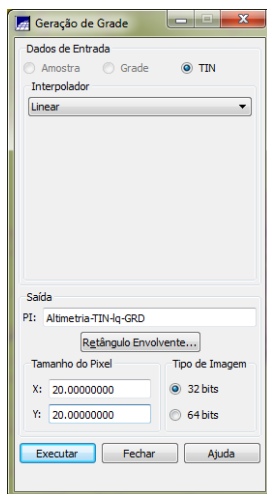 Geração de Grade
Dados de Entrada
Amostra Grade TIN
Interpolador
Linear
Saída
PI: Altimetria-TIN-lq-GRD
Retângulo Envolvente...
Tamanho do Pixel Tipo de Imagem
X: 20.00000000 32 bits
Y: 20.00000000 64 bits
Executar Fechar Ajuda